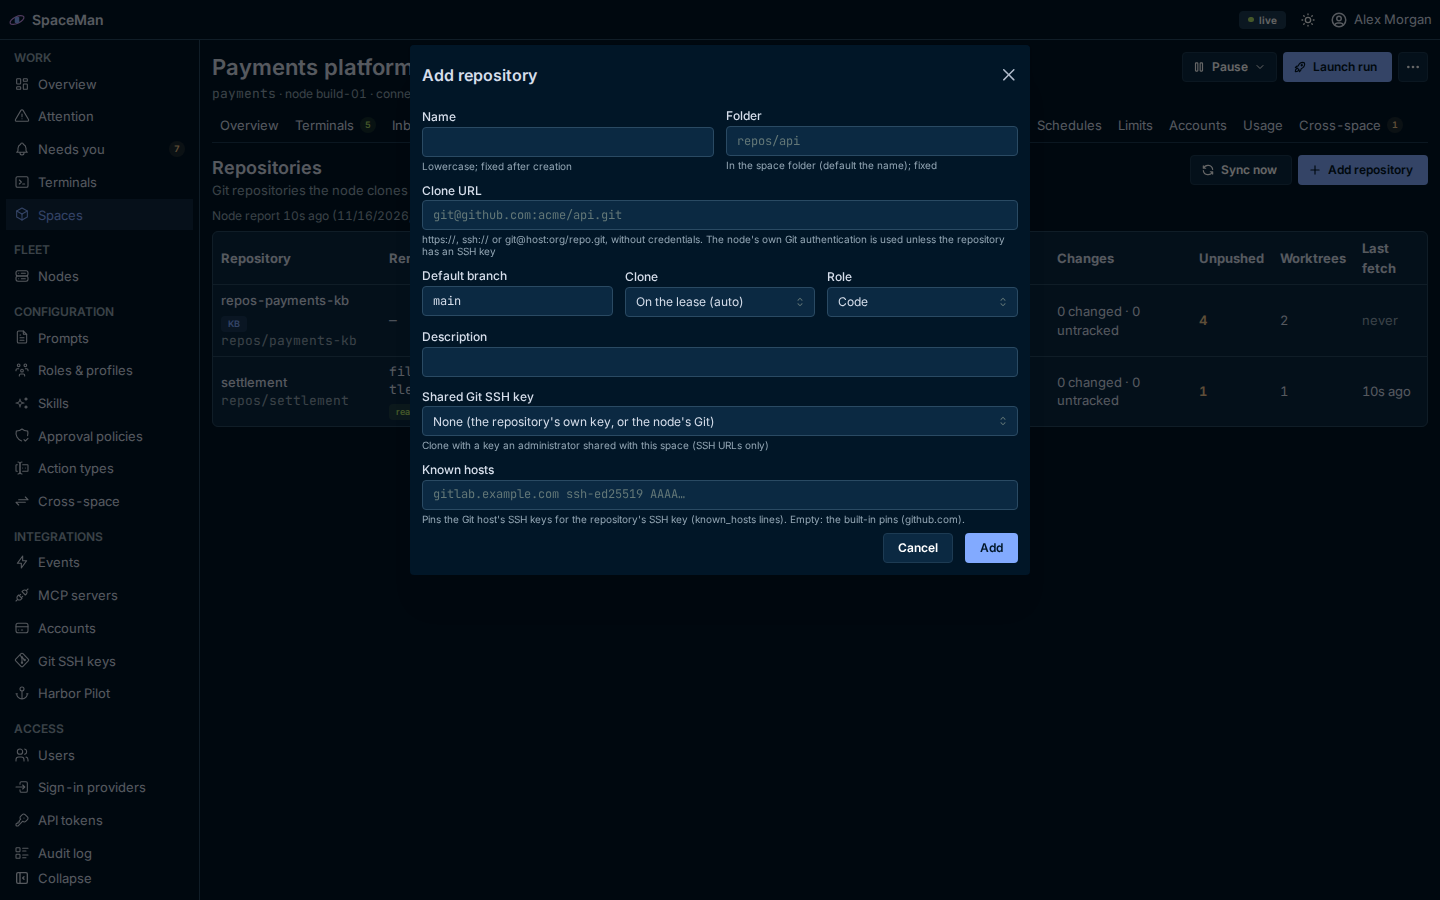 SpaceMan
live
Alex Morgan
WORK
Overview
Attention
Needs you 7
Terminals
Spaces
FLEET
Nodes
CONFIGURATION
Prompts
Roles & profiles
Skills
Approval policies
Action types
Cross-space
INTEGRATIONS
Events
MCP servers
Accounts
Git SSH keys
Harbor Pilot
ACCESS
Users
Sign-in providers
API tokens
Audit log
Collapse
Payments platform
payments · node build-01 ·
Pause
Launch run
Overview Terminals 5
Schedules Limits Accounts Usage Cross-space 1
Repositories
Git repositories the node clones
Node report 10s ago (11/16/2026
Sync now
Add repository
Repository
Changes Unpushed Worktrees Last
fetch
repos-payments-kb
KB
repos/payments-kb
–
0 changed · 0
untracked
4 2 never
settlement
repos/settlement
0 changed · 0
untracked
1 1 10s ago
Add repository
Name
Lowercase; fixed after creation
Folder
repos/api
In the space folder (default the name); fixed
Clone URL
git@github.com:acme/api.git
https://, ssh:// or git@host:org/repo.git, without credentials. The node's own Git authentication is used unless the repository
has an SSH key
Default branch
main
Clone
On the lease (auto)
Role
Code
Description
Shared Git SSH key
None (the repository's own key, or the node's Git)
Clone with a key an administrator shared with this space (SSH URLs only)
Known hosts
gitlab.example.com ssh-ed25519 AAAA…
Pins the Git host's SSH keys for the repository's SSH key (known_hosts lines). Empty: the built-in pins (github.com).
Cancel
Add